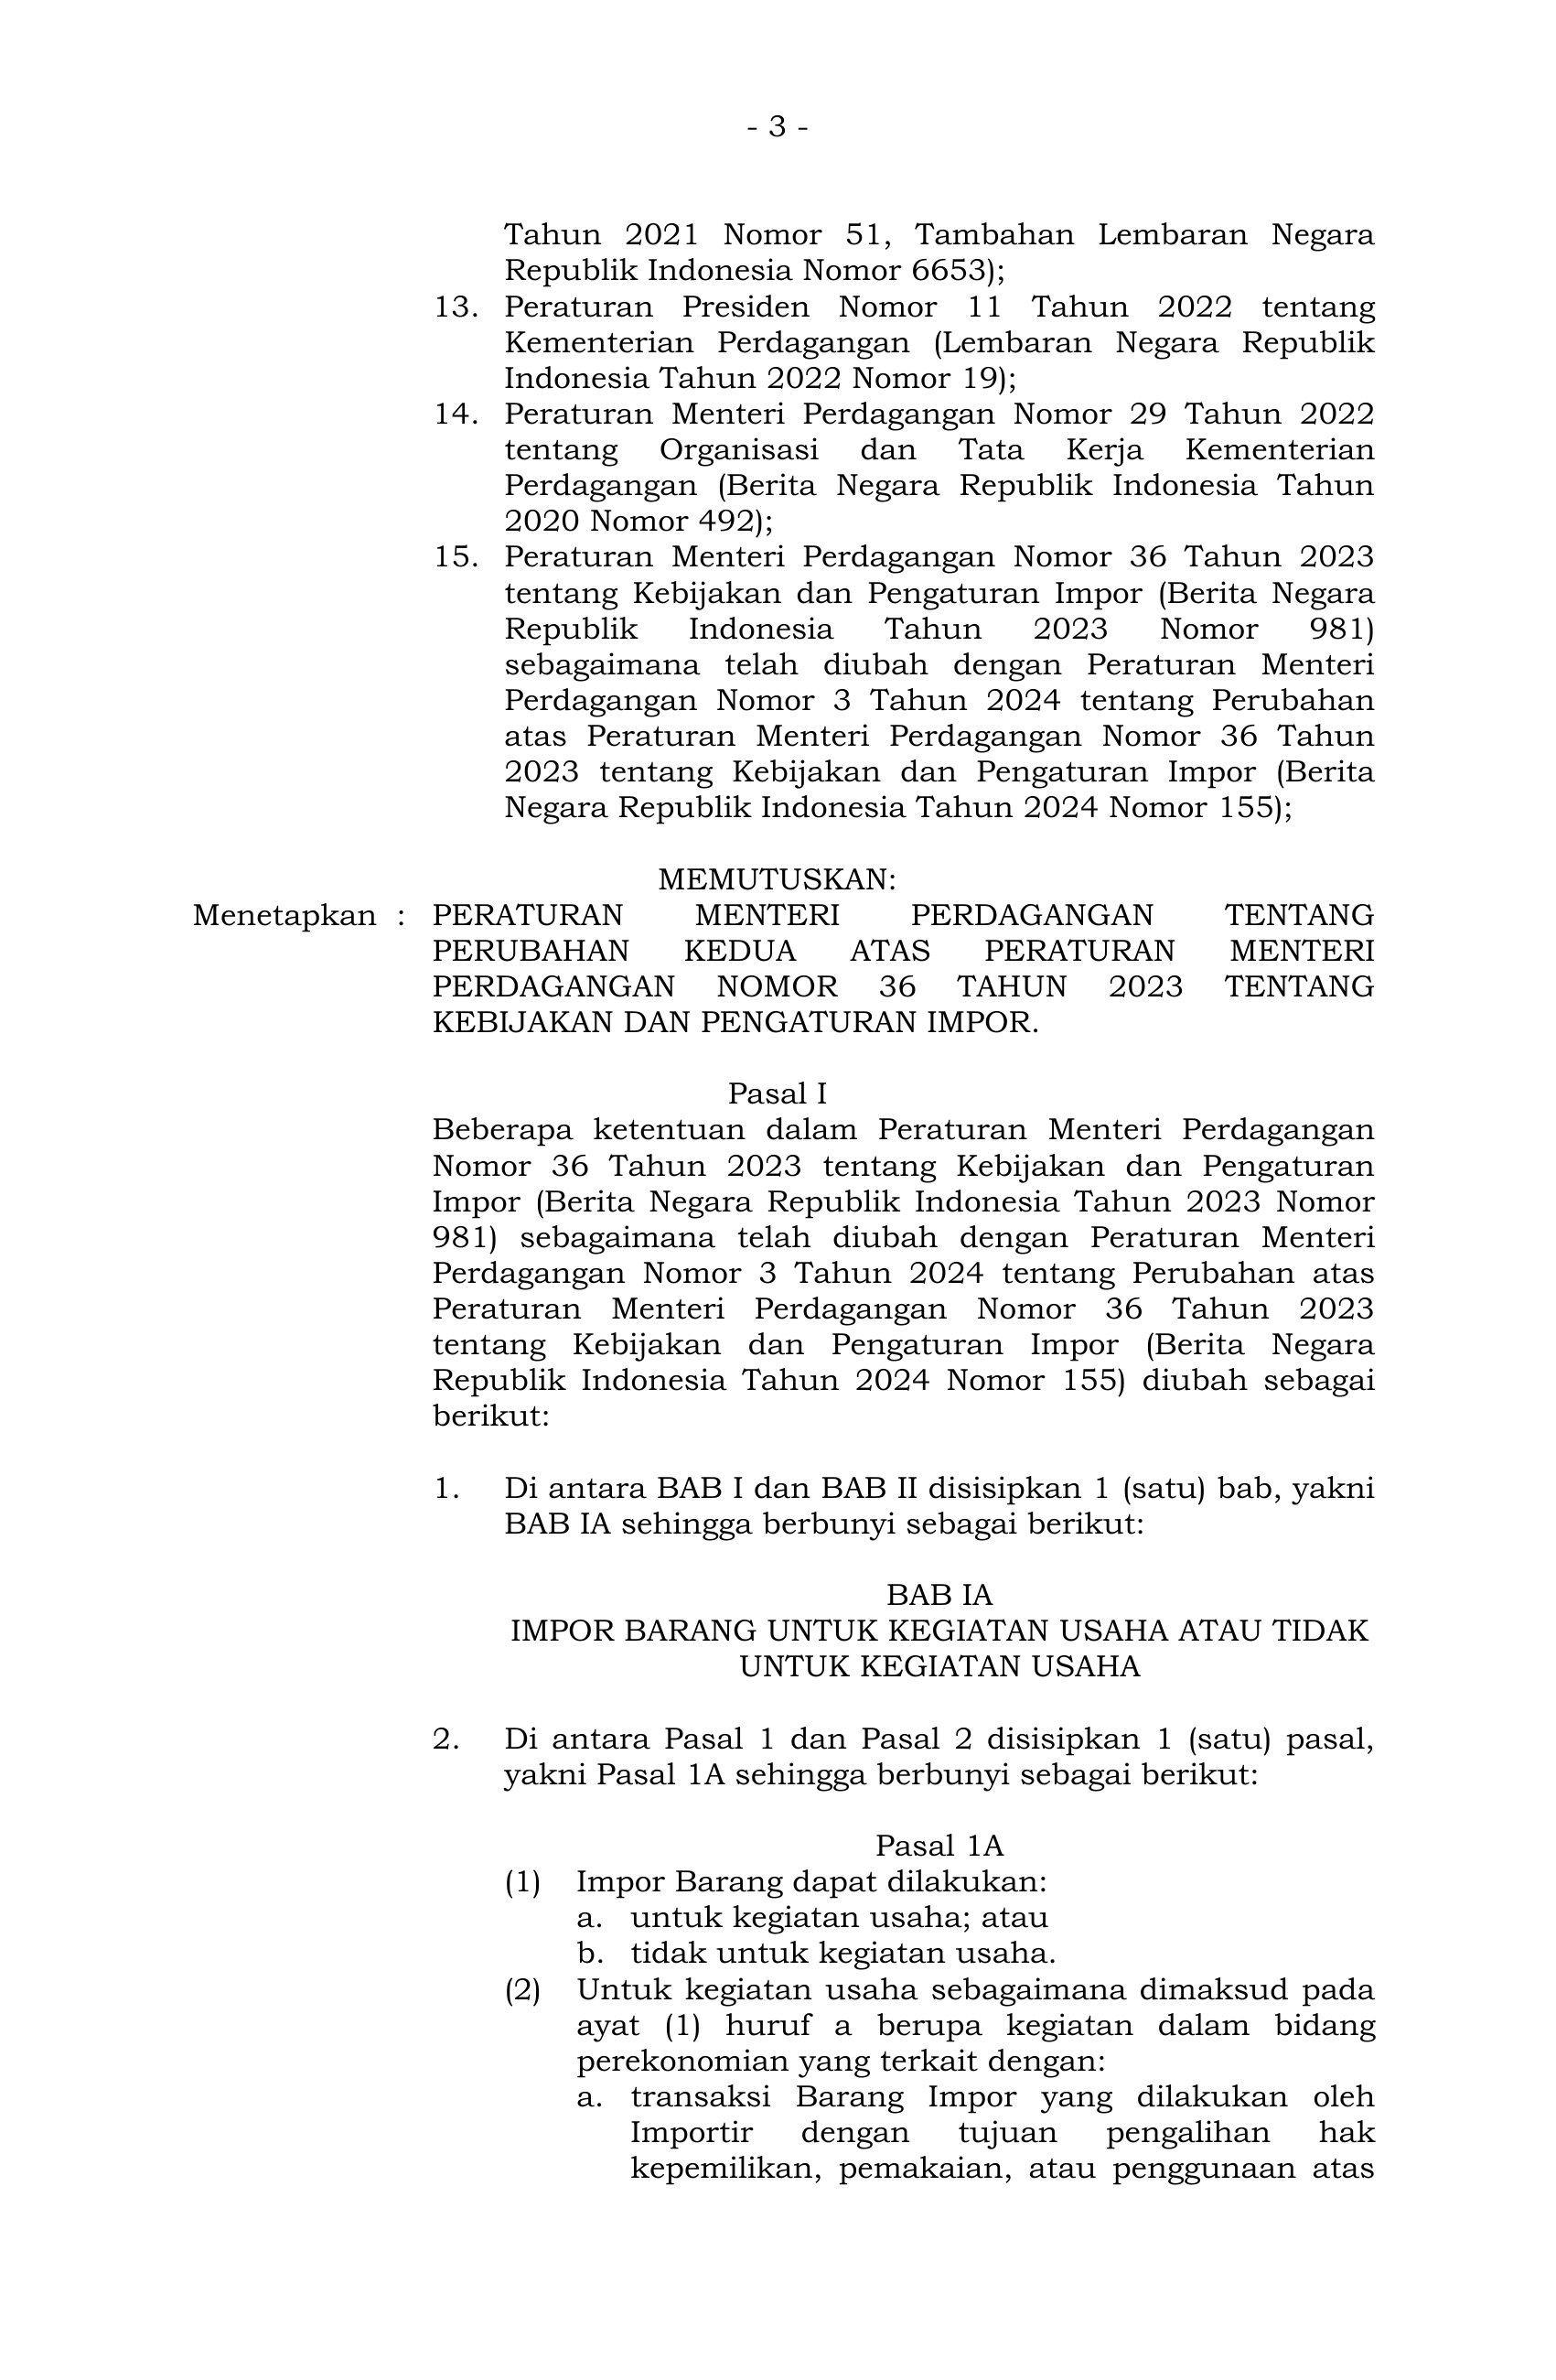 - 3 -
Tahun 2021 Nomor 51, Tambahan Lembaran Negara
Republik Indonesia Nomor 6653);
13. Peraturan Presiden Nomor 11 Tahun 2022 tentang
Kementerian Perdagangan (Lembaran Negara Republik
Indonesia Tahun 2022 Nomor 19);
14. Peraturan Menteri Perdagangan Nomor 29 Tahun 2022
tentang Organisasi dan Tata Kerja Kementerian
Perdagangan (Berita Negara Republik Indonesia Tahun
2020 Nomor 492);
15. Peraturan Menteri Perdagangan Nomor 36 Tahun 2023
tentang Kebijakan dan Pengaturan Impor (Berita Negara
Republik Indonesia Tahun 2023 Nomor 981)
sebagaimana telah diubah dengan Peraturan Menteri
Perdagangan Nomor 3 Tahun 2024 tentang Perubahan
atas Peraturan Menteri Perdagangan Nomor 36 Tahun
2023 tentang Kebijakan dan Pengaturan Impor (Berita
Negara Republik Indonesia Tahun 2024 Nomor 155);
MEMUTUSKAN:
Menetapkan : PERATURAN MENTERI PERDAGANGAN TENTANG
PERUBAHAN KEDUA ATAS PERATURAN MENTERI
PERDAGANGAN NOMOR 36 TAHUN 2023 TENTANG
KEBIJAKAN DAN PENGATURAN IMPOR.
Pasal I
Beberapa ketentuan dalam Peraturan Menteri Perdagangan
Nomor 36 Tahun 2023 tentang Kebijakan dan Pengaturan
Impor (Berita Negara Republik Indonesia Tahun 2023 Nomor
981) sebagaimana telah diubah dengan Peraturan Menteri
Perdagangan Nomor 3 Tahun 2024 tentang Perubahan atas
Peraturan Menteri Perdagangan Nomor 36 Tahun 2023
tentang Kebijakan dan Pengaturan Impor (Berita Negara
Republik Indonesia Tahun 2024 Nomor 155) diubah sebagai
berikut:
1. Di antara BAB I dan BAB II disisipkan 1 (satu) bab, yakni
BAB IA sehingga berbunyi sebagai berikut:
BAB IA
IMPOR BARANG UNTUK KEGIATAN USAHA ATAU TIDAK
UNTUK KEGIATAN USAHA
2. Di antara Pasal 1 dan Pasal 2 disisipkan 1 (satu) pasal,
yakni Pasal 1A sehingga berbunyi sebagai berikut:
Pasal 1A
(1) Impor Barang dapat dilakukan:
a. untuk kegiatan usaha; atau
b. tidak untuk kegiatan usaha.
(2) Untuk kegiatan usaha sebagaimana dimaksud pada
ayat (1) huruf a berupa kegiatan dalam bidang
perekonomian yang terkait dengan:
a. transaksi Barang Impor yang dilakukan oleh
Importir dengan tujuan pengalihan hak
kepemilikan, pemakaian, atau penggunaan atas